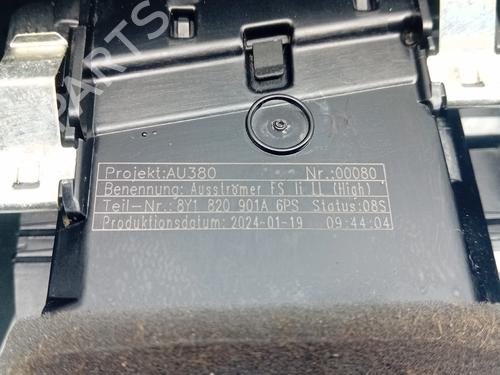 PARTS
Projekt:AU380 Nr.:00080
Benennung: Ausströmer FS li LL (High)
Teil-Nr.: 8Y1 820 901A 6PS Status:08S
Produktionsdatum: 2024-01-19 09:44:04